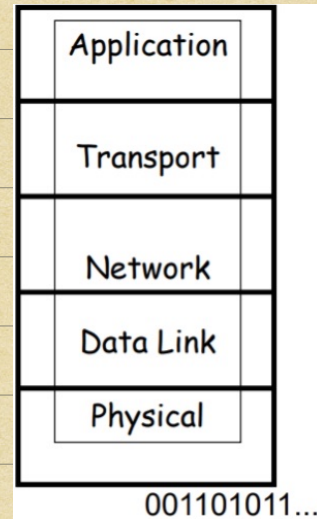 Application
Transport
Network
Data Link
Physical
001101011...